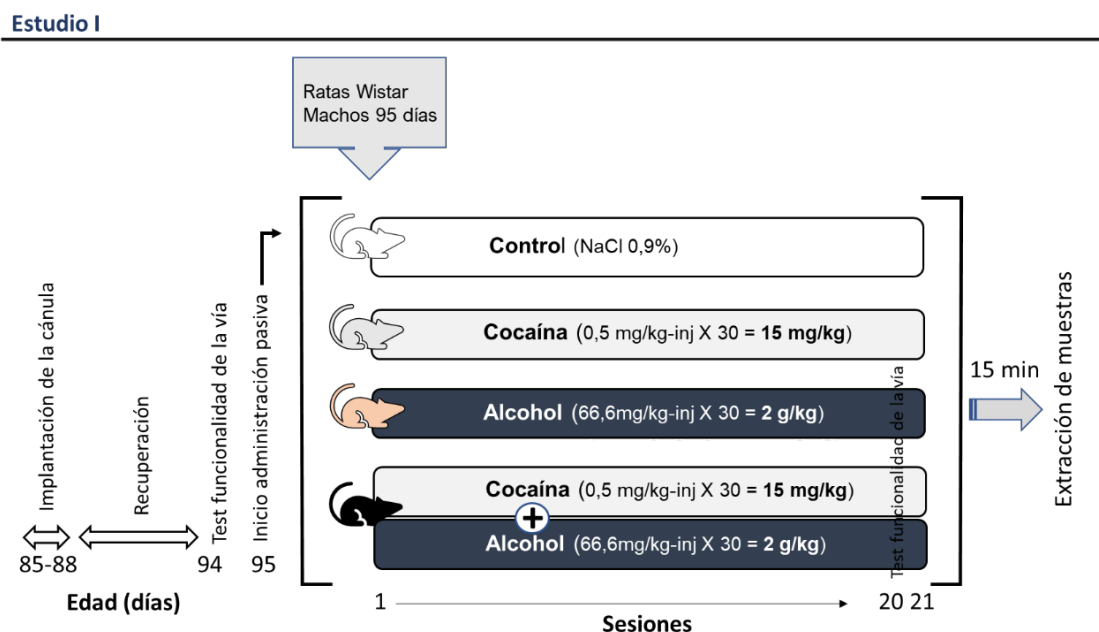 Estudio I
Ratas Wistar
Machos 95 días
Implantación de la cánula
Recuperación
Test funcionalidad de la vía
Inicio administración pasiva
Control (NaCl 0,9%)
Cocaína (0,5 mg/kg-inj X 30 = 15 mg/kg)
Alcohol (66,6mg/kg-inj X 30 = 2 g/kg)
Cocaína (0,5 mg/kg-inj X 30 = 15 mg/kg)
+
Alcohol (66,6mg/kg-inj X 30 = 2 g/kg)
Test funcionalidad de la vía
15 min
Extracción de muestras
85-88
94
95
Edad (días)
1
20 21
Sesiones